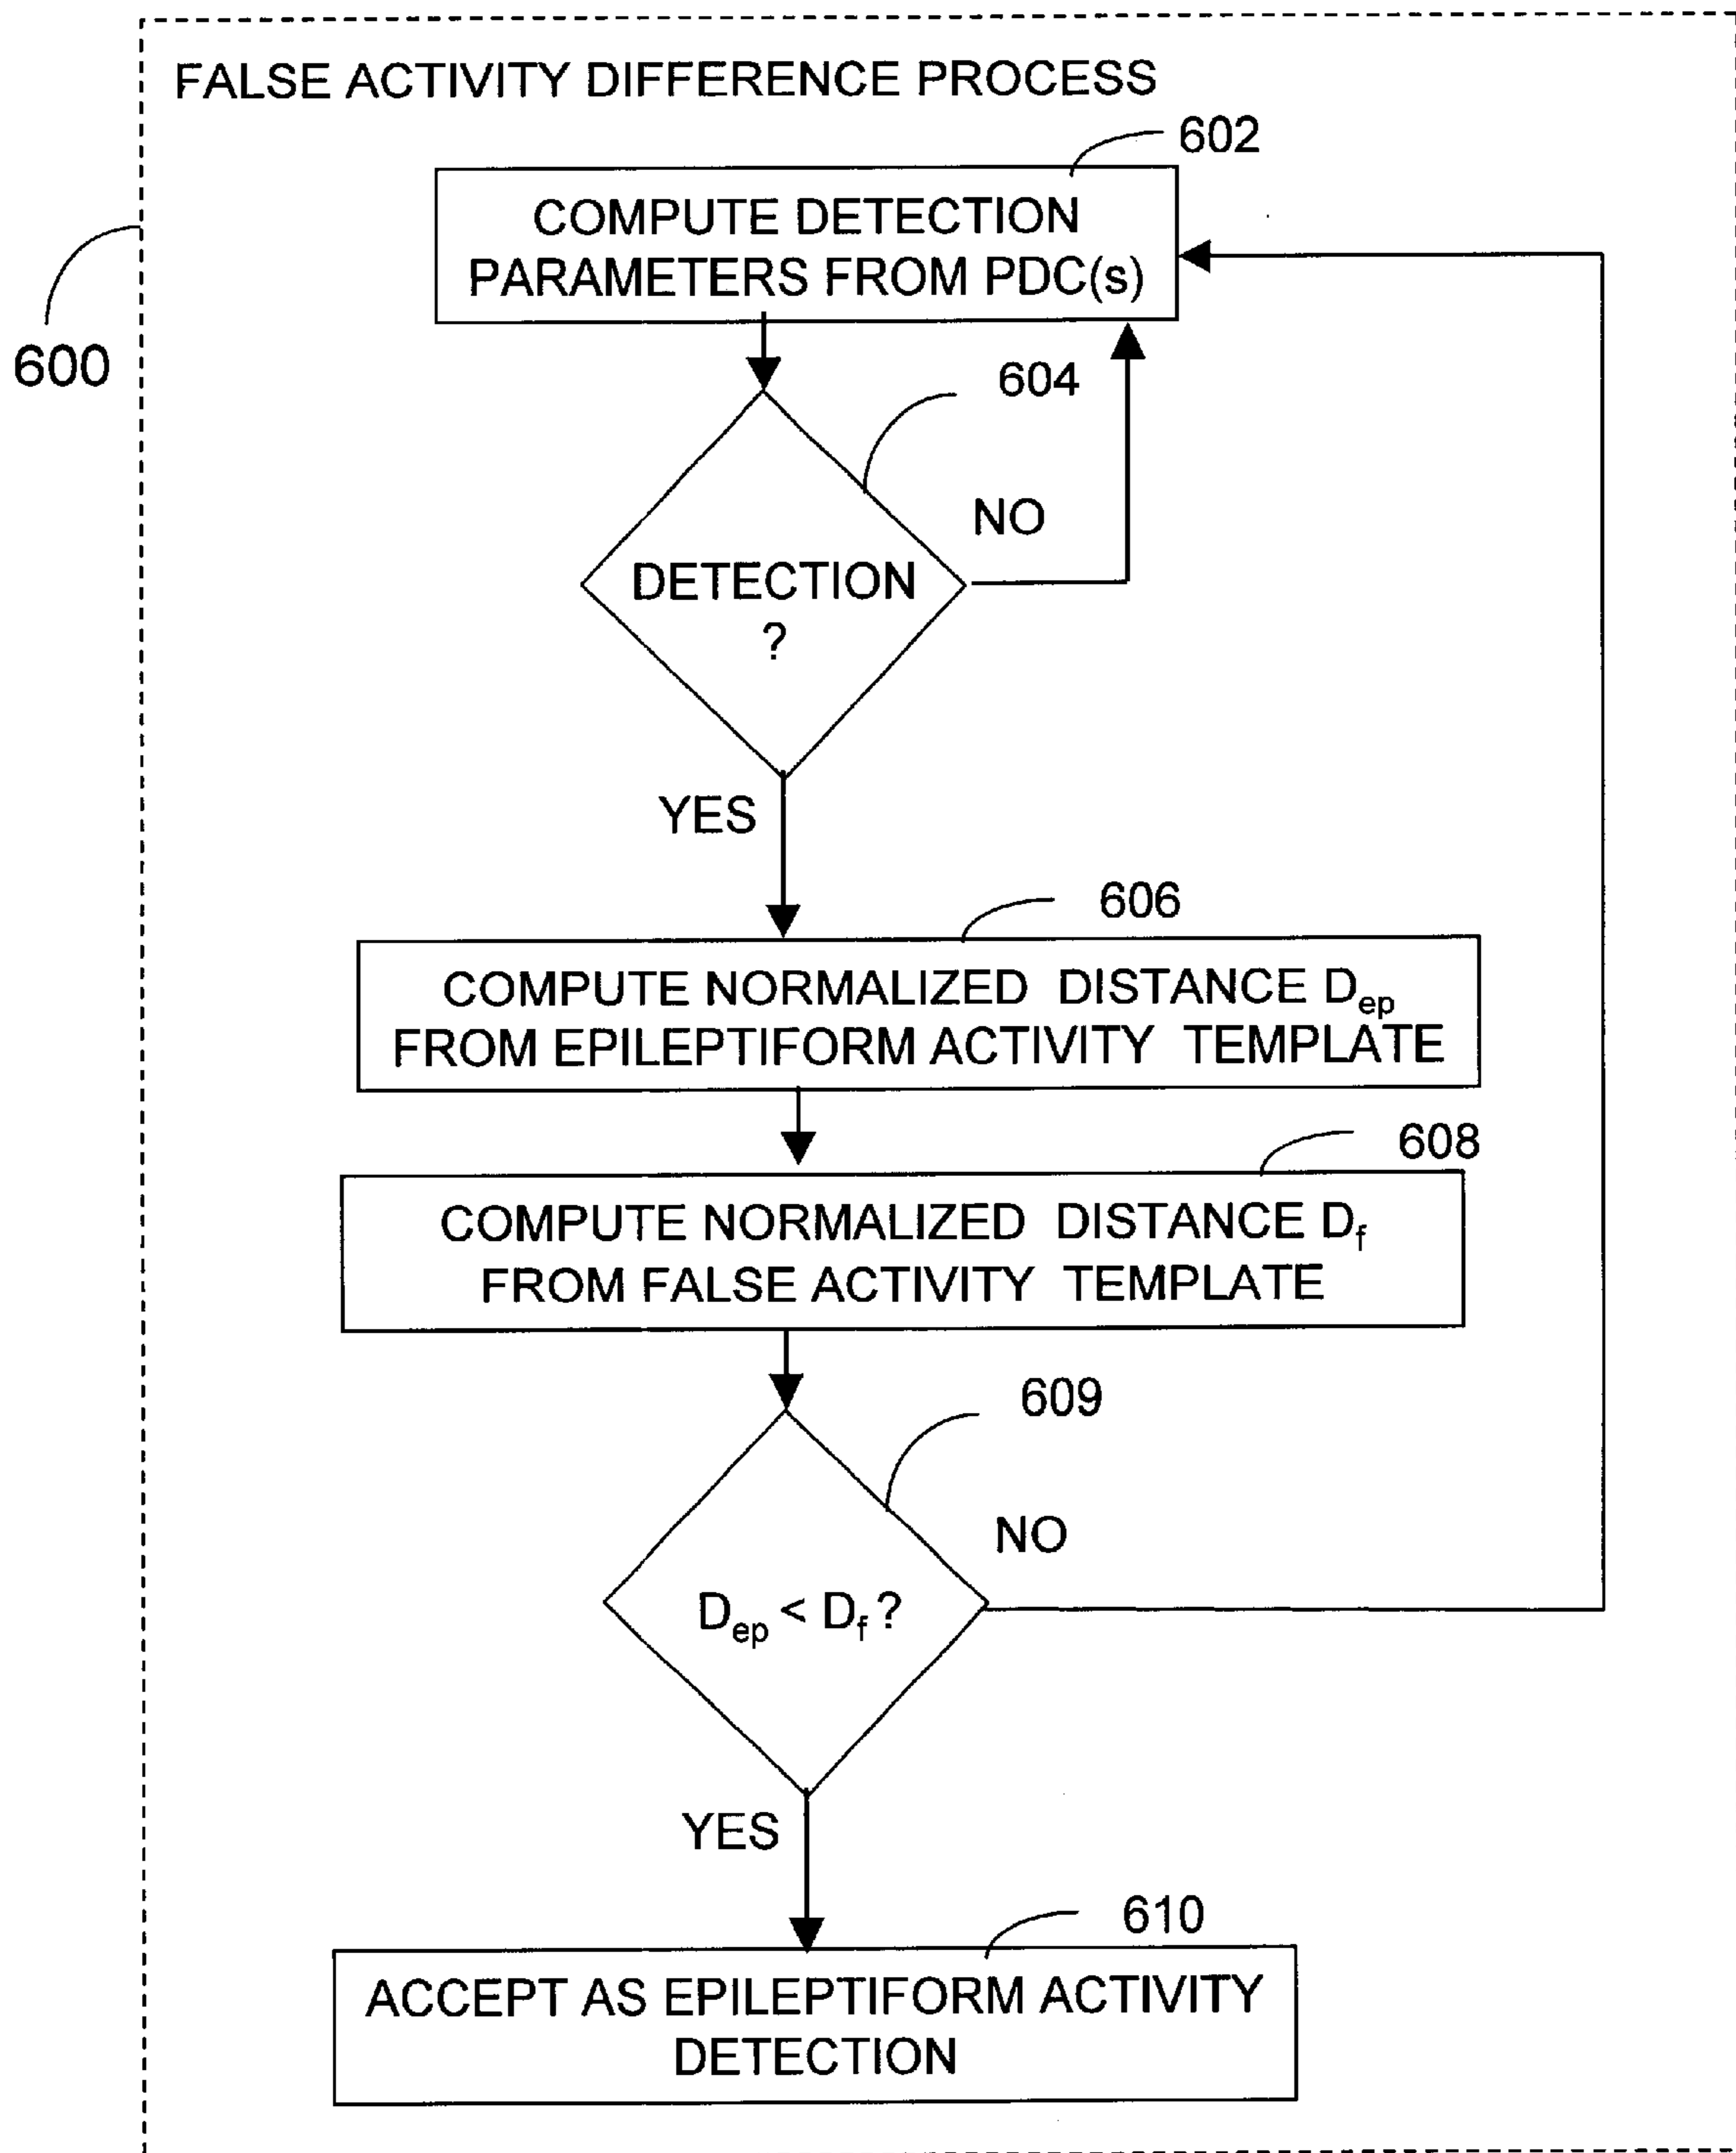 FALSE ACTIVITY DIFFERENCE PROCESS
602
COMPUTE DETECTION
PARAMETERS FROM PDC(s)
600
604
NO
DETECTION
?
YES
606
COMPUTE NORMALIZED DISTANCE Dep
FROM EPILEPTIFORM ACTIVITY TEMPLATE
608
COMPUTE NORMALIZED DISTANCE Df
FROM FALSE ACTIVITY TEMPLATE
609
NO
Dep < Df ?
YES
610
ACCEPT AS EPILEPTIFORM ACTIVITY
DETECTION